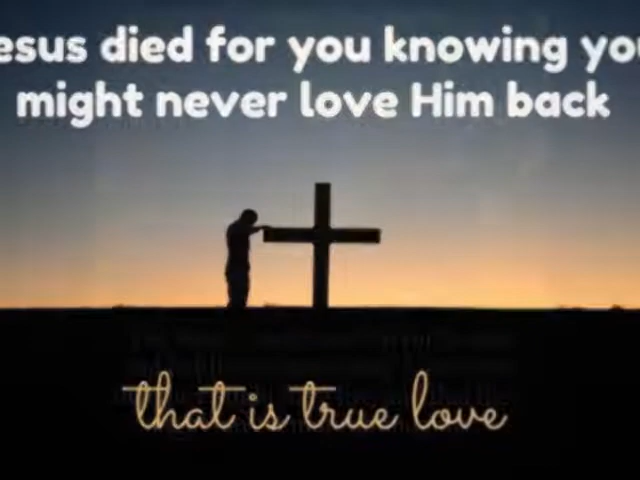 esus died for you knowing you
might never love Him back
that is true love